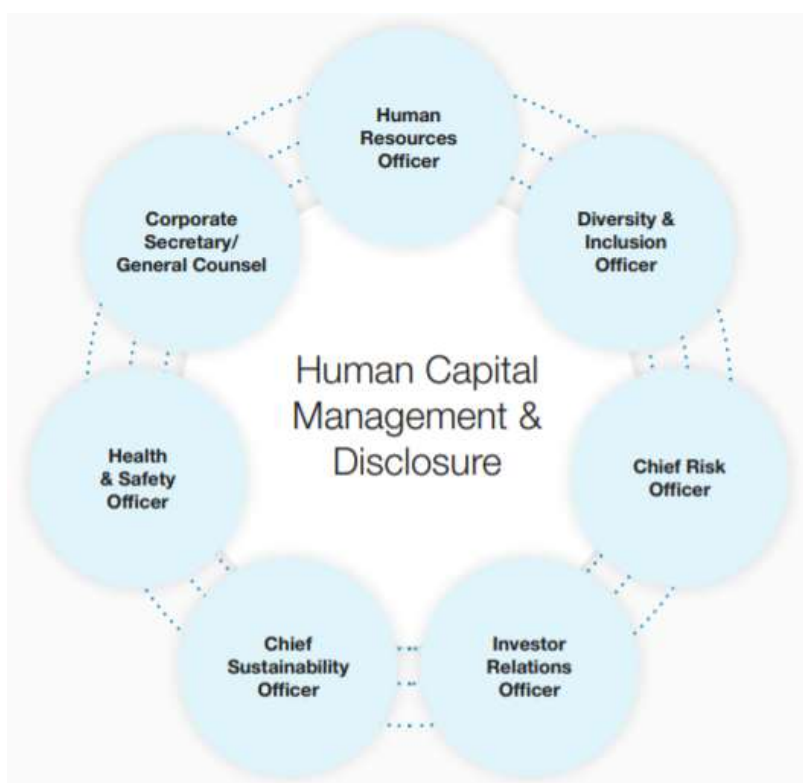 Human
Resources
Officer
Corporate
Secretary/
General Counsel
Diversity &
Inclusion
Officer
Human Capital
Management &
Disclosure
Health
& Safety
Officer
Chief Risk
Officer
Chief
Sustainability
Officer
Investor
Relations
Officer